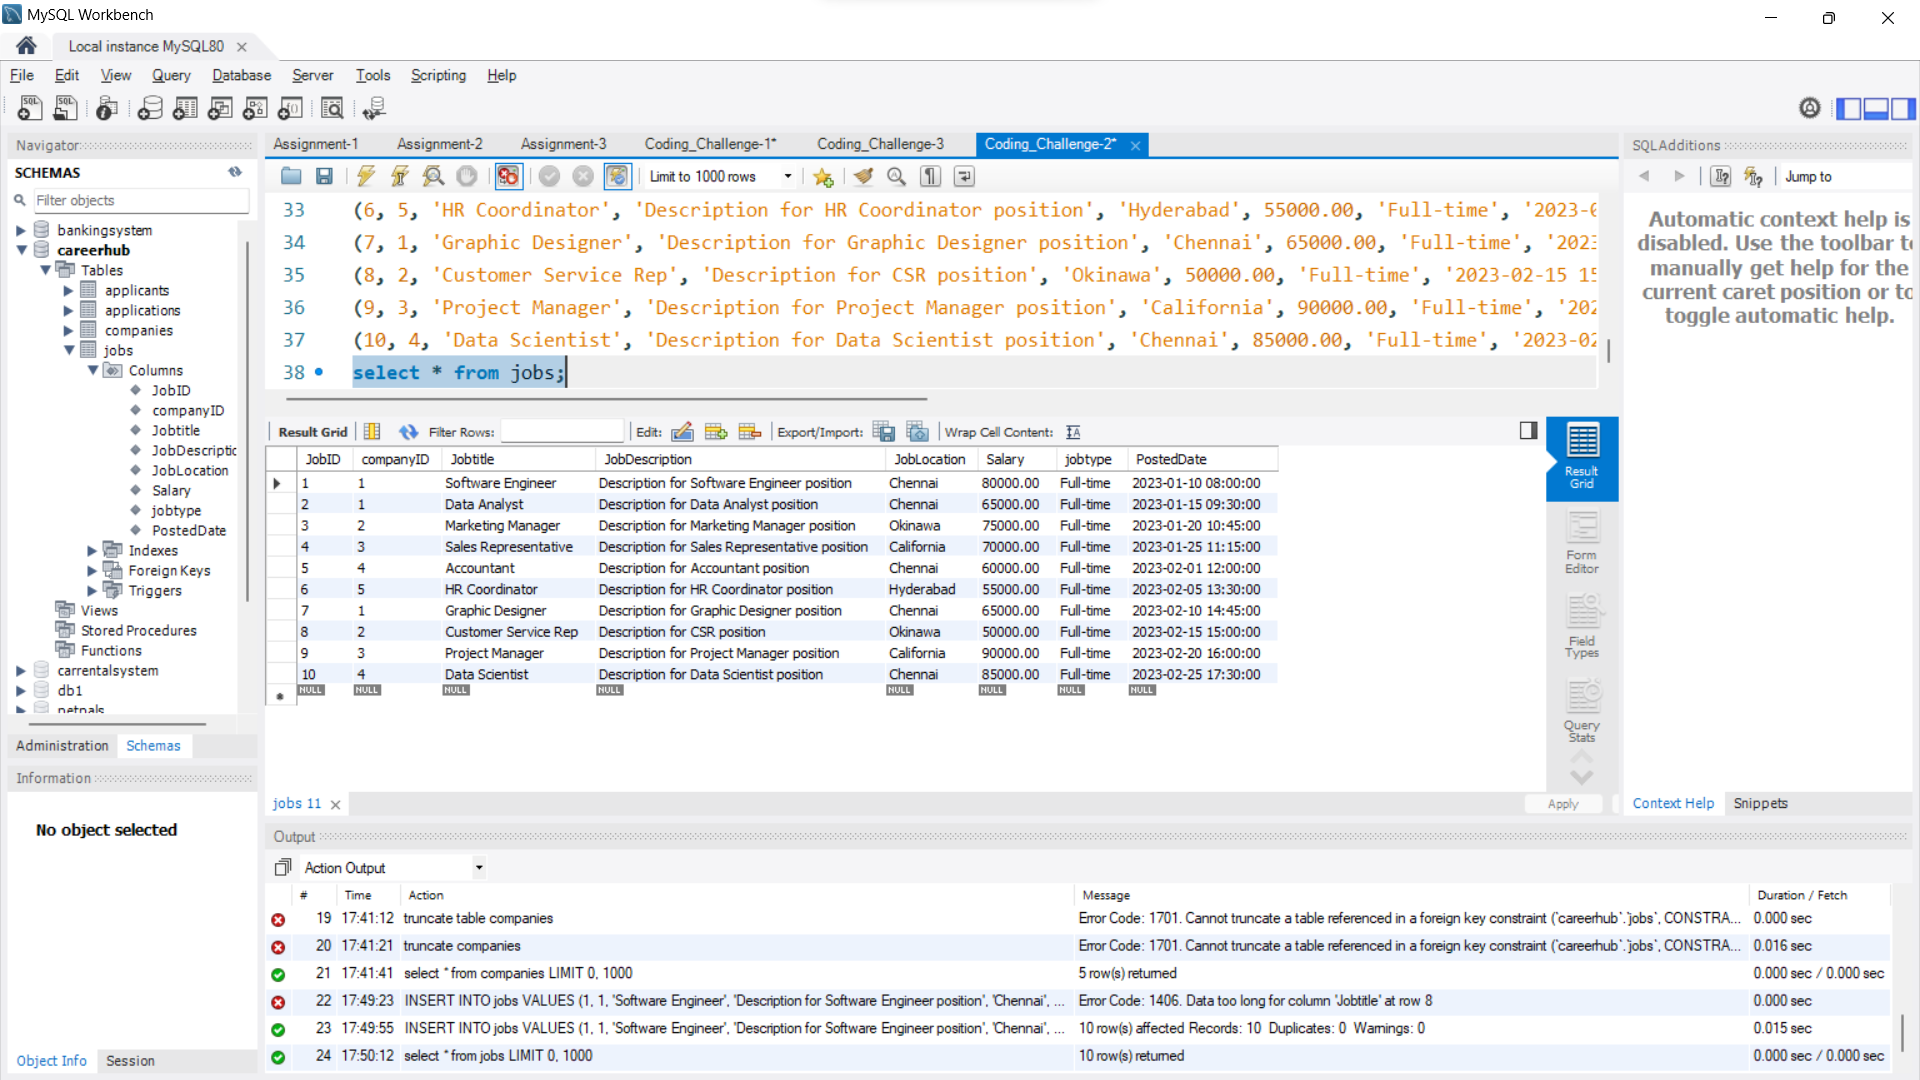 MySQL Workbench
Local instance MySQL80
File Edit View Query Database Server Tools Scripting Help
Navigator
SCHEMAS
Filter objects
bankingsystem
careerhub
Tables
applicants
applications
companies
jobs
Columns
JobID
companyID
Jobtitle
JobDescriptic
JobLocation
Salary
jobtype
PostedDate
Indexes
Foreign Keys
Triggers
Views
Stored Procedures
Functions
carrentalsystem
db1
netpals
Administration Schemas
Information
No object selected
Object Info Session
Assignment-1 Assignment-2 Assignment-3 Coding_Challenge-1* Coding_Challenge-3 Coding_Challenge-2*
Limit to 1000 rows
33 (6, 5, 'HR Coordinator', 'Description for HR Coordinator position', 'Hyderabad', 55000.00, 'Full-time', '2023-0
34 (7, 1, 'Graphic Designer', 'Description for Graphic Designer position', 'Chennai', 65000.00, 'Full-time', '2023
35 (8, 2, 'Customer Service Rep', 'Description for CSR position', 'Okinawa', 50000.00, 'Full-time', '2023-02-15 15
36 (9, 3, 'Project Manager', 'Description for Project Manager position', 'California', 90000.00, 'Full-time', '202
37 (10, 4, 'Data Scientist', 'Description for Data Scientist position', 'Chennai', 85000.00, 'Full-time', '2023-02
38 select * from jobs;
Result Grid Filter Rows: Edit: Export/Import: Wrap Cell Content:
JobID companyID Jobtitle JobDescription JobLocation Salary jobtype PostedDate
1 1 Software Engineer Description for Software Engineer position Chennai 80000.00 Full-time 2023-01-10 08:00:00
2 1 Data Analyst Description for Data Analyst position Chennai 65000.00 Full-time 2023-01-15 09:30:00
3 2 Marketing Manager Description for Marketing Manager position Okinawa 75000.00 Full-time 2023-01-20 10:45:00
4 3 Sales Representative Description for Sales Representative position California 70000.00 Full-time 2023-01-25 11:15:00
5 4 Accountant Description for Accountant position Chennai 60000.00 Full-time 2023-02-01 12:00:00
6 5 HR Coordinator Description for HR Coordinator position Hyderabad 55000.00 Full-time 2023-02-05 13:30:00
7 1 Graphic Designer Description for Graphic Designer position Chennai 65000.00 Full-time 2023-02-10 14:45:00
8 2 Customer Service Rep Description for CSR position Okinawa 50000.00 Full-time 2023-02-15 15:00:00
9 3 Project Manager Description for Project Manager position California 90000.00 Full-time 2023-02-20 16:00:00
10 4 Data Scientist Description for Data Scientist position Chennai 85000.00 Full-time 2023-02-25 17:30:00
NULL NULL NULL NULL NULL NULL NULL NULL
Result
Grid
Form
Editor
Field
Types
Query
Stats
jobs 11
Apply
SQLAdditions
Jump to
Automatic context help is
disabled. Use the toolbar to
manually get help for the
current caret position or to
toggle automatic help.
Context Help Snippets
Output
Action Output
# Time Action Message Duration / Fetch
19 17:41:12 truncate table companies Error Code: 1701. Cannot truncate a table referenced in a foreign key constraint (`careerhub`.`jobs`, CONSTRA... 0.000 sec
20 17:41:21 truncate companies Error Code: 1701. Cannot truncate a table referenced in a foreign key constraint (`careerhub`.`jobs`, CONSTRA... 0.016 sec
21 17:41:41 select * from companies LIMIT 0, 1000 5 row(s) returned 0.000 sec / 0.000 sec
22 17:49:23 INSERT INTO jobs VALUES (1, 1, 'Software Engineer', 'Description for Software Engineer position', 'Chennai', ... Error Code: 1406. Data too long for column 'Jobtitle' at row 8 0.000 sec
23 17:49:55 INSERT INTO jobs VALUES (1, 1, 'Software Engineer', 'Description for Software Engineer position', 'Chennai', ... 10 row(s) affected Records: 10 Duplicates: 0 Warnings: 0 0.015 sec
24 17:50:12 select * from jobs LIMIT 0, 1000 10 row(s) returned 0.000 sec / 0.000 sec